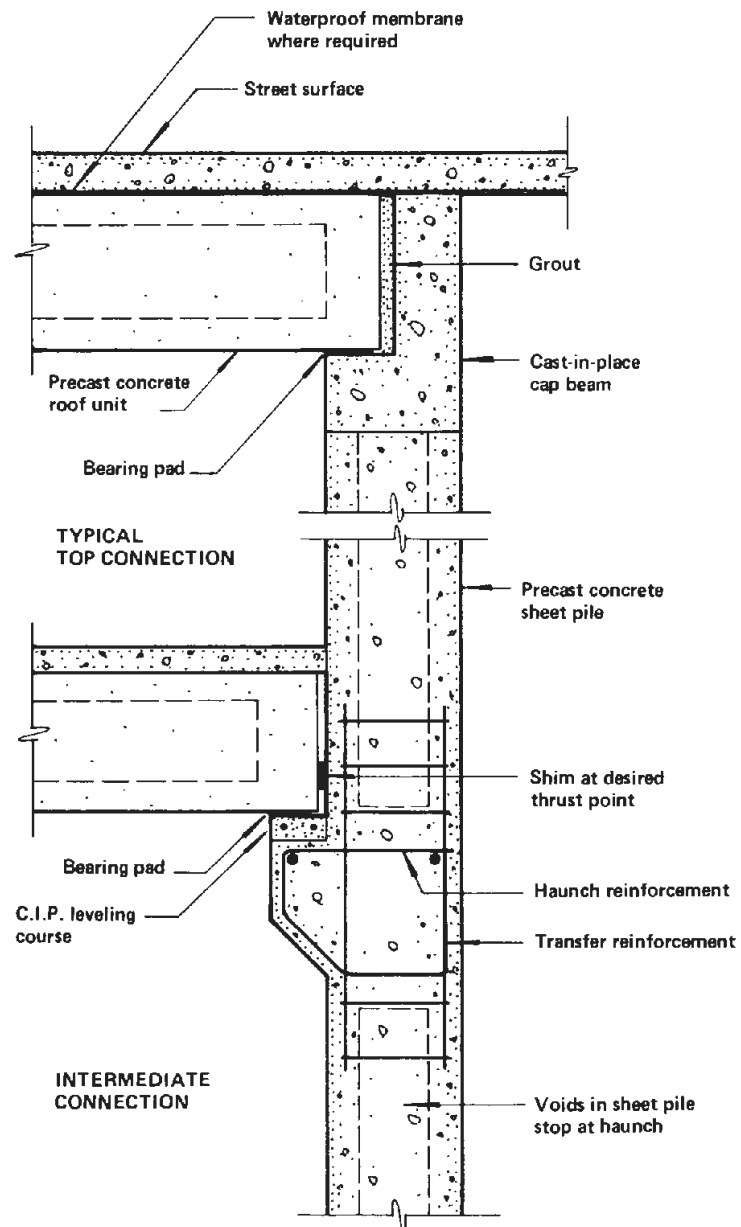 Waterproof membrane
where required
Street surface
Grout
Precast concrete
roof unit
Cast-in-place
cap beam
Bearing pad
TYPICAL
TOP CONNECTION
Precast concrete
sheet pile
Shim at desired
thrust point
Bearing pad
Haunch reinforcement
C.I.P. leveling
course
Transfer reinforcement
INTERMEDIATE
CONNECTION
Voids in sheet pile
stop at haunch